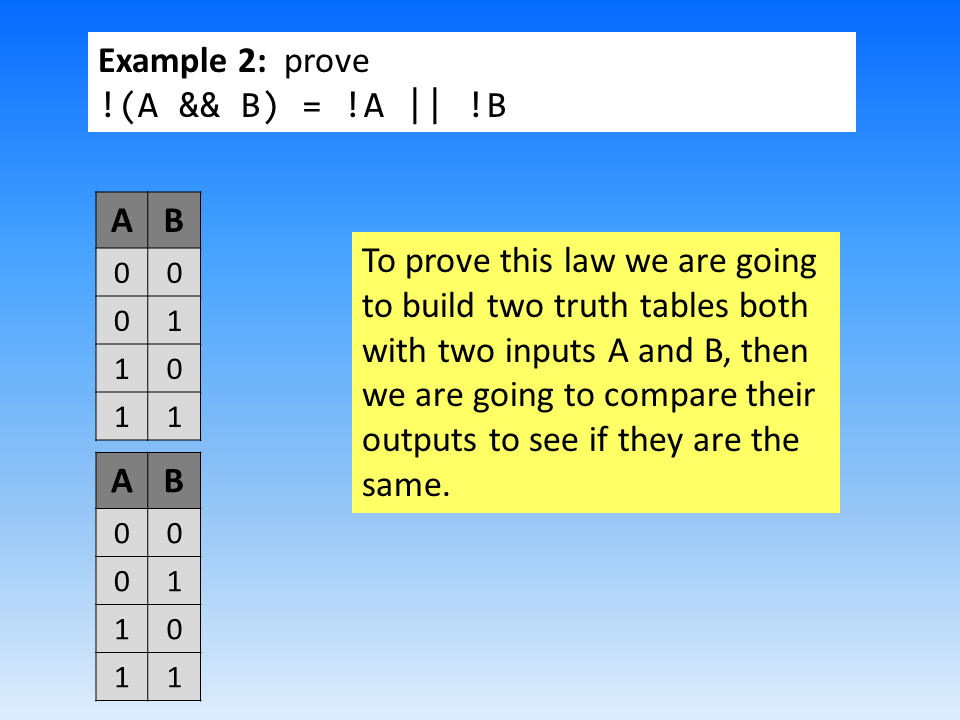 Example 2: prove
!(A && B) = !A || !B
A B
0 0
0 1
1 0
1 1
To prove this law we are going
to build two truth tables both
with two inputs A and B, then
we are going to compare their
outputs to see if they are the
same.
A B
0 0
0 1
1 0
1 1